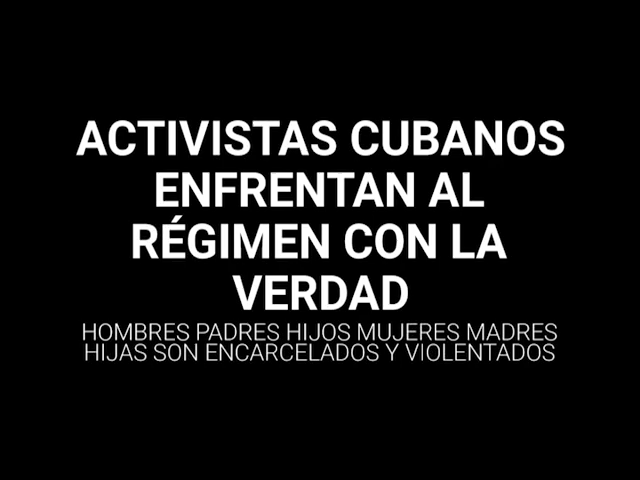 ACTIVISTAS CUBANOS
ENFRENTAN AL
RÉGIMEN CON LA
VERDAD
HOMBRES PADRES HIJOS MUJERES MADRES
HIJAS SON ENCARCELADOS Y VIOLENTADOS